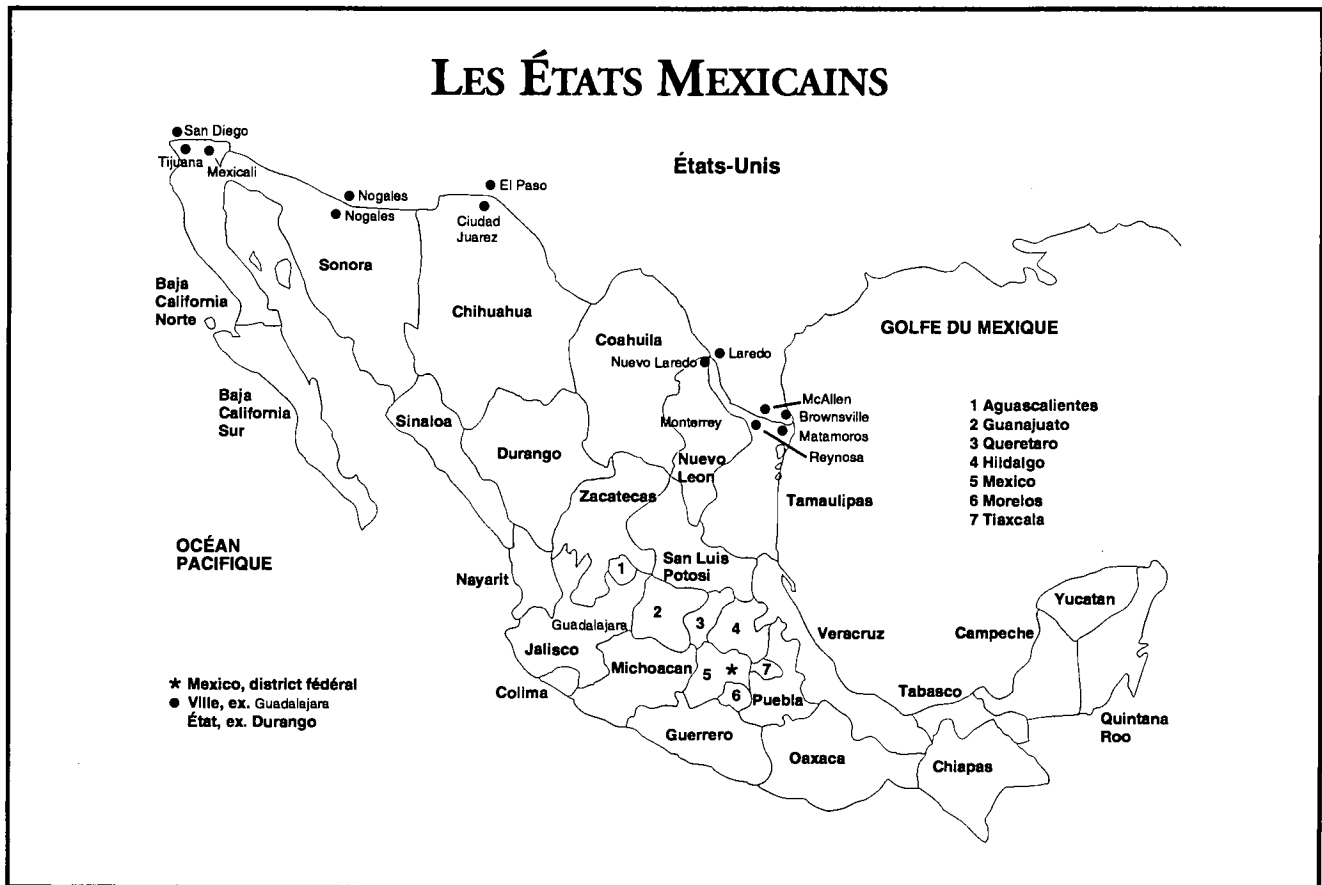 LES ÉTATS MEXICAINS
San Diego
Tijuana
Mexicali
États-Unis
El Paso
Nogales
Nogales
Ciudad
Juarez
Sonora
Baja
California
Norte
Chihuahua
Coahuila
GOLFE DU MEXIQUE
Laredo
Nuevo Laredo
Baja
California
Sur
Sinaloa
McAllen
Brownsville
Matamoros
Reynosa
Monterrey
Durango
Nuevo
Leon
Zacatecas
Tamaulipas
1 Aguascalientes
2 Guanajuato
3 Queretaro
4 Hildalgo
5 Mexico
6 Morelos
7 Tiaxcala
OCÉAN
PACIFIQUE
Nayarit
1
San Luis
Potosi
Yucatan
Guadalajara
2
3
4
Veracruz
Campeche
Jalisco
Michoacan
5
*
7
6
Puebla
Colima
Tabasco
* Mexico, district fédéral
● Ville, ex. Guadalajara
État, ex. Durango
Guerrero
Oaxaca
Chiapas
Quintana
Roo